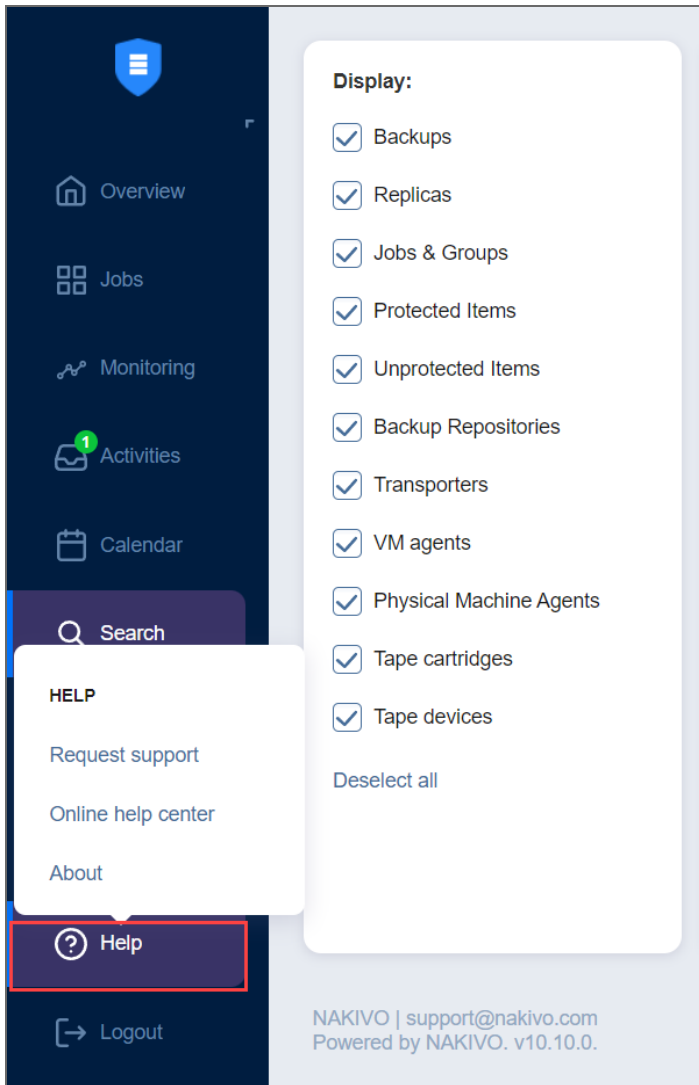 Overview
Jobs
Monitoring
1
Activities
Calendar
Search
HELP
Request support
Online help center
About
Help
Logout
Display:
Backups
Replicas
Jobs & Groups
Protected Items
Unprotected Items
Backup Repositories
Transporters
VM agents
Physical Machine Agents
Tape cartridges
Tape devices
Deselect all
NAKIVO | support@nakivo.com
Powered by NAKIVO. v10.10.0.